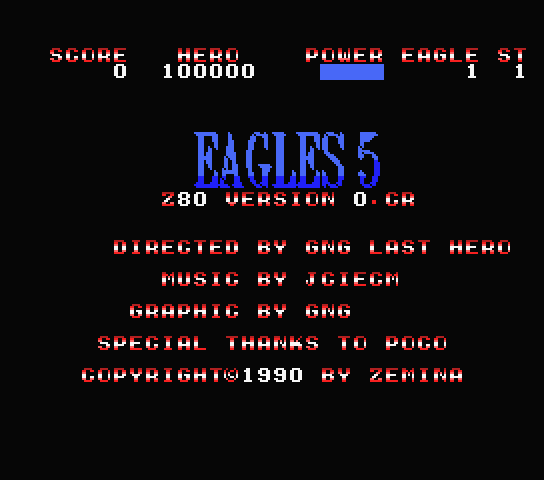 SCORE HERO POWER EAGLE ST
0 100000 1 1
EAGLES 5
Z80 VERSION 0.GR
DIRECTED BY GNG LAST HERO
MUSIC BY JCIECM
GRAPHIC BY GNG
SPECIAL THANKS TO POCO
COPYRIGHT©1990 BY ZEMINA